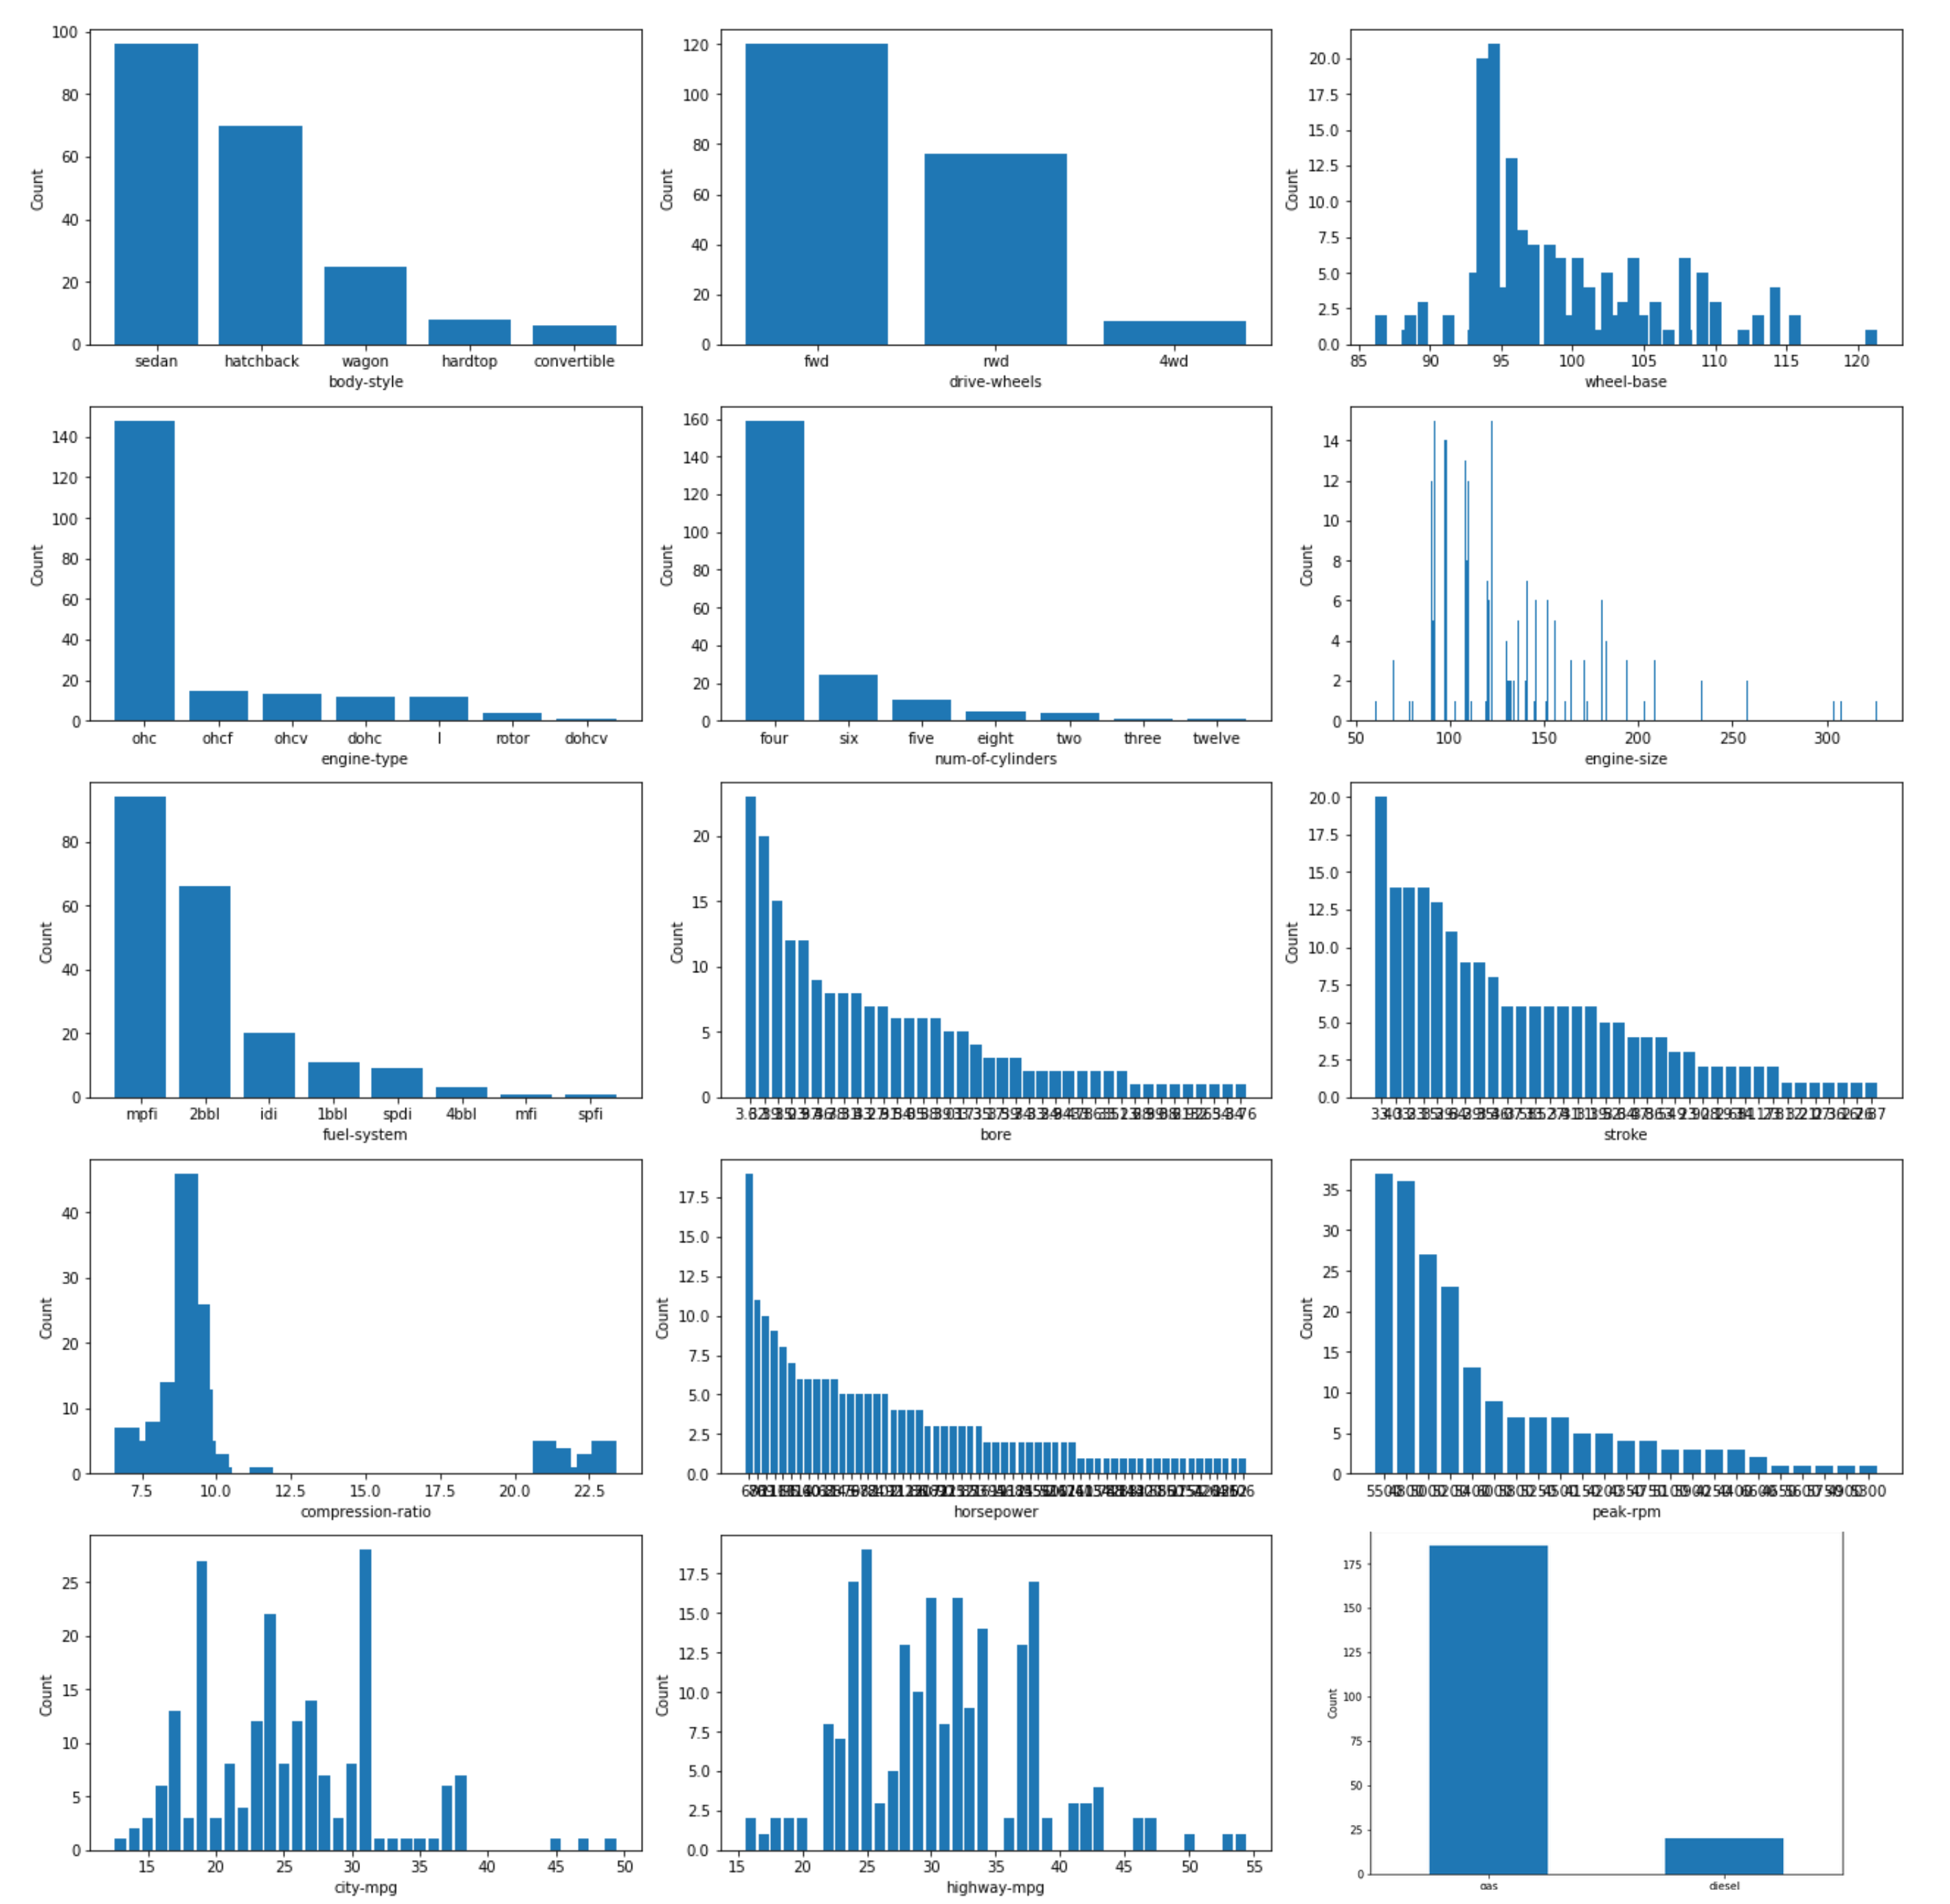 100
80
60
40
20
0
Count
sedan hatchback wagon hardtop convertible
body-style
120
100
80
60
40
20
0
Count
fwd rwd 4wd
drive-wheels
20.0
17.5
15.0
12.5
10.0
7.5
5.0
2.5
0.0
Count
85 90 95 100 105 110 115 120
wheel-base
140
120
100
80
60
40
20
0
Count
ohc ohcf ohcv dohc l rotor dohcv
engine-type
160
140
120
100
80
60
40
20
0
Count
four six five eight two three twelve
num-of-cylinders
14
12
10
8
6
4
2
0
Count
50 100 150 200 250 300
engine-size
80
60
40
20
0
Count
mpfi 2bbl idi 1bbl spdi 4bbl mfi spfi
fuel-system
20
15
10
5
0
Count
bore
20.0
17.5
15.0
12.5
10.0
7.5
5.0
2.5
0.0
Count
stroke
40
30
20
10
0
Count
7.5 10.0 12.5 15.0 17.5 20.0 22.5
compression-ratio
17.5
15.0
12.5
10.0
7.5
5.0
2.5
0.0
Count
horsepower
35
30
25
20
15
10
5
0
Count
peak-rpm
25
20
15
10
5
0
Count
15 20 25 30 35 40 45 50
city-mpg
17.5
15.0
12.5
10.0
7.5
5.0
2.5
0.0
Count
15 20 25 30 35 40 45 50 55
highway-mpg
175
150
125
100
75
50
25
0
Count
gas diesel